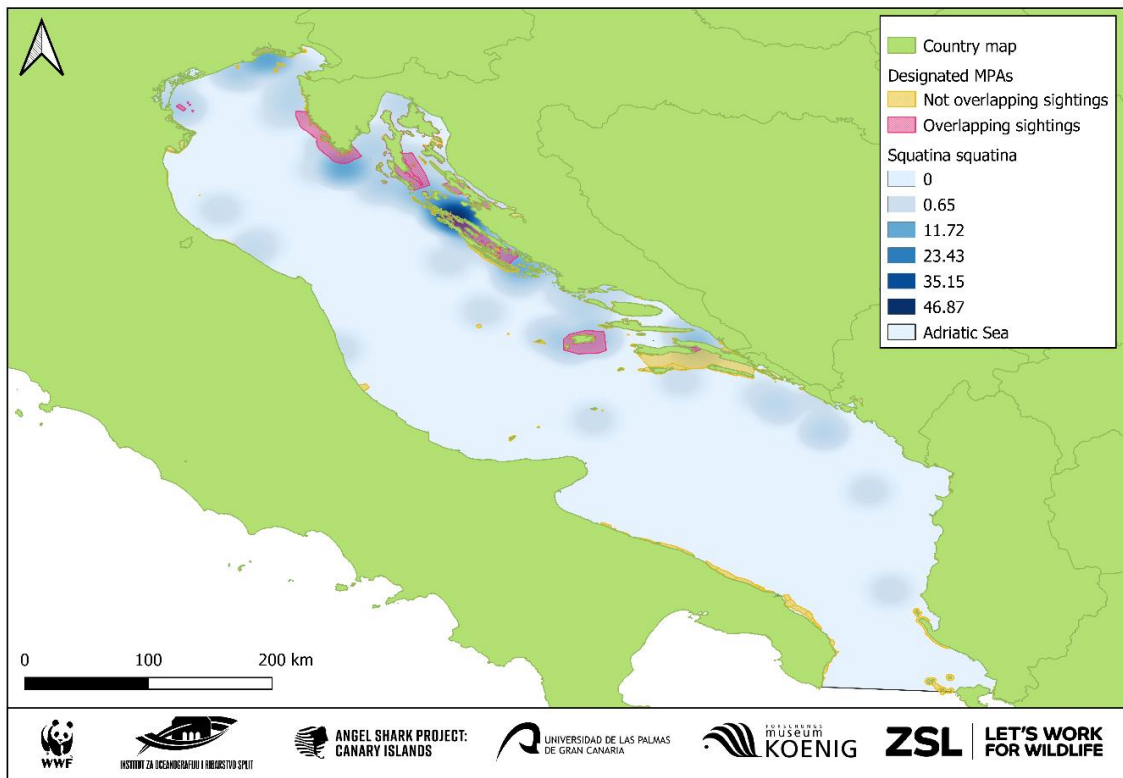 Country map
Designated MPAs
Not overlapping sightings
Overlapping sightings
Squatina squatina
0
0.65
11.72
23.43
35.15
46.87
Adriatic Sea
0 100 200 km
WWF
INSTITUT ZA OCEANOGRAFIJU I RIBARSTVO SPLIT
ANGEL SHARK PROJECT:
CANARY ISLANDS
UNIVERSIDAD DE LAS PALMAS
DE GRAN CANARIA
FORSCHUNGS
museum
KOENIG
ZSL
LET'S WORK
FOR WILDLIFE